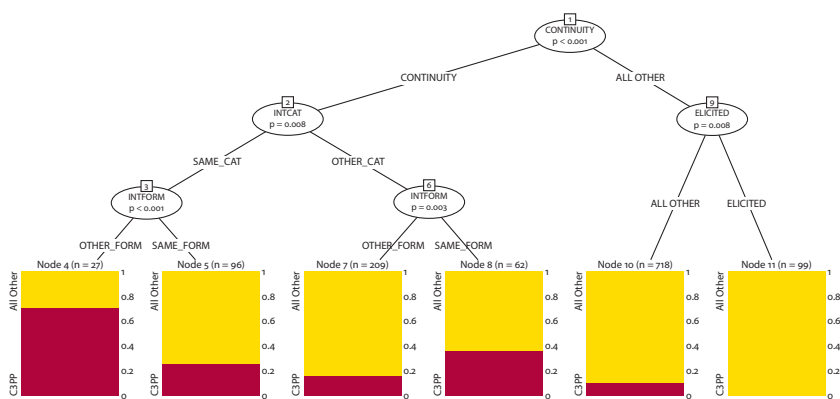 1
CONTINUITY
p < 0.001
CONTINUITY
ALL OTHER
2
INTCAT
p = 0.008
9
ELICITED
p = 0.008
SAME_CAT
OTHER_CAT
3
INTFORM
p < 0.001
6
INTFORM
p = 0.003
ALL OTHER
ELICITED
OTHER_FORM
SAME_FORM
OTHER_FORM
SAME_FORM
Node 4 (n = 27)
Node 5 (n = 96)
Node 7 (n = 209)
Node 8 (n = 62)
Node 10 (n = 718)
Node 11 (n = 99)
All Other
C3PP
1
0.8
0.6
0.4
0.2
0
All Other
C3PP
1
0.8
0.6
0.4
0.2
0
All Other
C3PP
1
0.8
0.6
0.4
0.2
0
All Other
C3PP
1
0.8
0.6
0.4
0.2
0
All Other
C3PP
1
0.8
0.6
0.4
0.2
0
All Other
C3PP
1
0.8
0.6
0.4
0.2
0